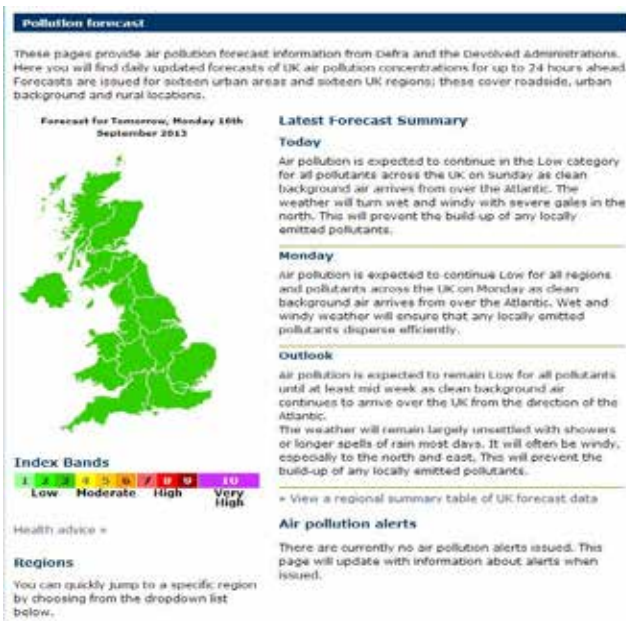 Pollution forecast
These pages provide air pollution forecast information from Defra and the Devolved Administrations.
Here you will find daily updated forecasts of UK air pollution concentrations for up to 24 hours ahead
Forecasts are issued for sixteen urban areas and sixteen UK regions; these cover roadside, urban
background and rural locations.
Forecast for Tomorrow, Monday 16th
September 2013
Index Bands
1 2 3 4 5 6 7 8 9 10
Low Moderate High Very
High
Health advice »
Regions
You can quickly jump to a specific region
by choosing from the dropdown list
below.
Latest Forecast Summary
Today
Air pollution is expected to continue in the Low category
for all pollutants across the UK on Sunday as clean
background air arrives from over the Atlantic. The
weather will turn wet and windy with severe gales in the
north. This will prevent the build-up of any locally
emitted pollutants.
Monday
Air pollution is expected to continue Low for all regions
and pollutants across the UK on Monday as clean
background air arrives from over the Atlantic. Wet and
windy weather will ensure that any locally emitted
pollutants disperse efficiently.
Outlook
Air pollution is expected to remain Low for all pollutants
until at least mid week as clean background air
continues to arrive over the UK from the direction of the
Atlantic.
The weather will remain largely unsettled with showers
or longer spells of rain most days. It will often be windy,
especially to the north and east. This will prevent the
build-up of any locally emitted pollutants.
» View a regional summary table of UK forecast data
Air pollution alerts
There are currently no air pollution alerts issued. This
page will update with information about alerts when
issued.